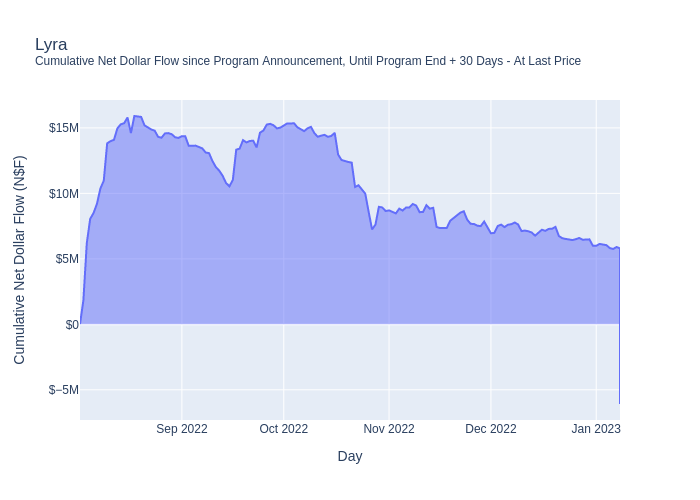 Lyra
Cumulative Net Dollar Flow since Program Announcement, Until Program End + 30 Days - At Last Price
$15M
$10M
$5M
$0
$−5M
Cumulative Net Dollar Flow (N$F)
Sep 2022
Oct 2022
Nov 2022
Dec 2022
Jan 2023
Day